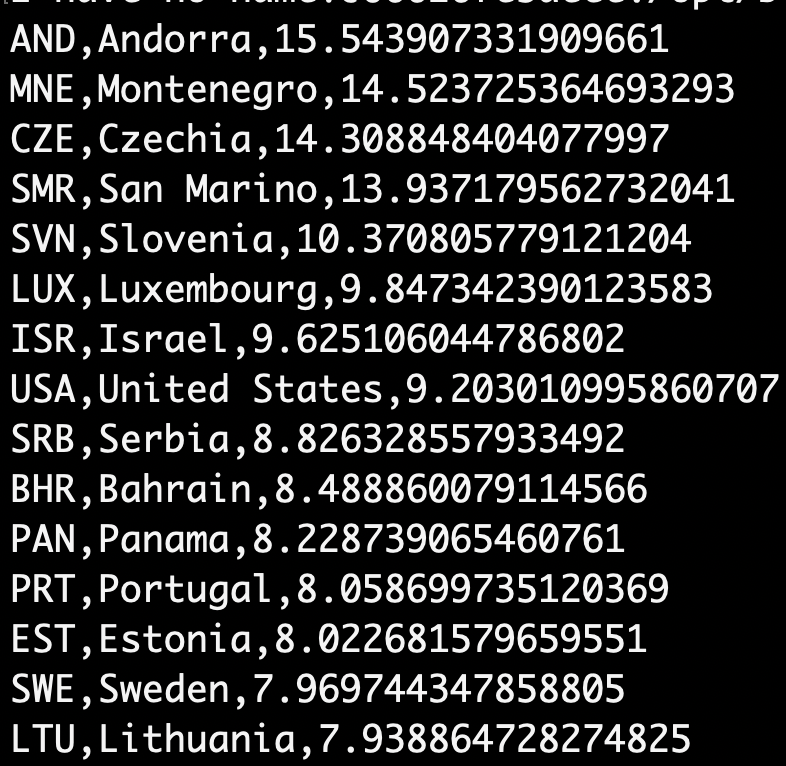 AND,Andorra,15.543907331909661
MNE,Montenegro,14.523725364693293
CZE,Czechia,14.308848404077997
SMR,San Marino,13.937179562732041
SVN,Slovenia,10.370805779121204
LUX,Luxembourg,9.847342390123583
ISR,Israel,9.625106044786802
USA,United States,9.203010995860707
SRB,Serbia,8.826328557933492
BHR,Bahrain,8.488860079114566
PAN,Panama,8.228739065460761
PRT,Portugal,8.058699735120369
EST,Estonia,8.022681579659551
SWE,Sweden,7.969744347858805
LTU,Lithuania,7.938864728274825